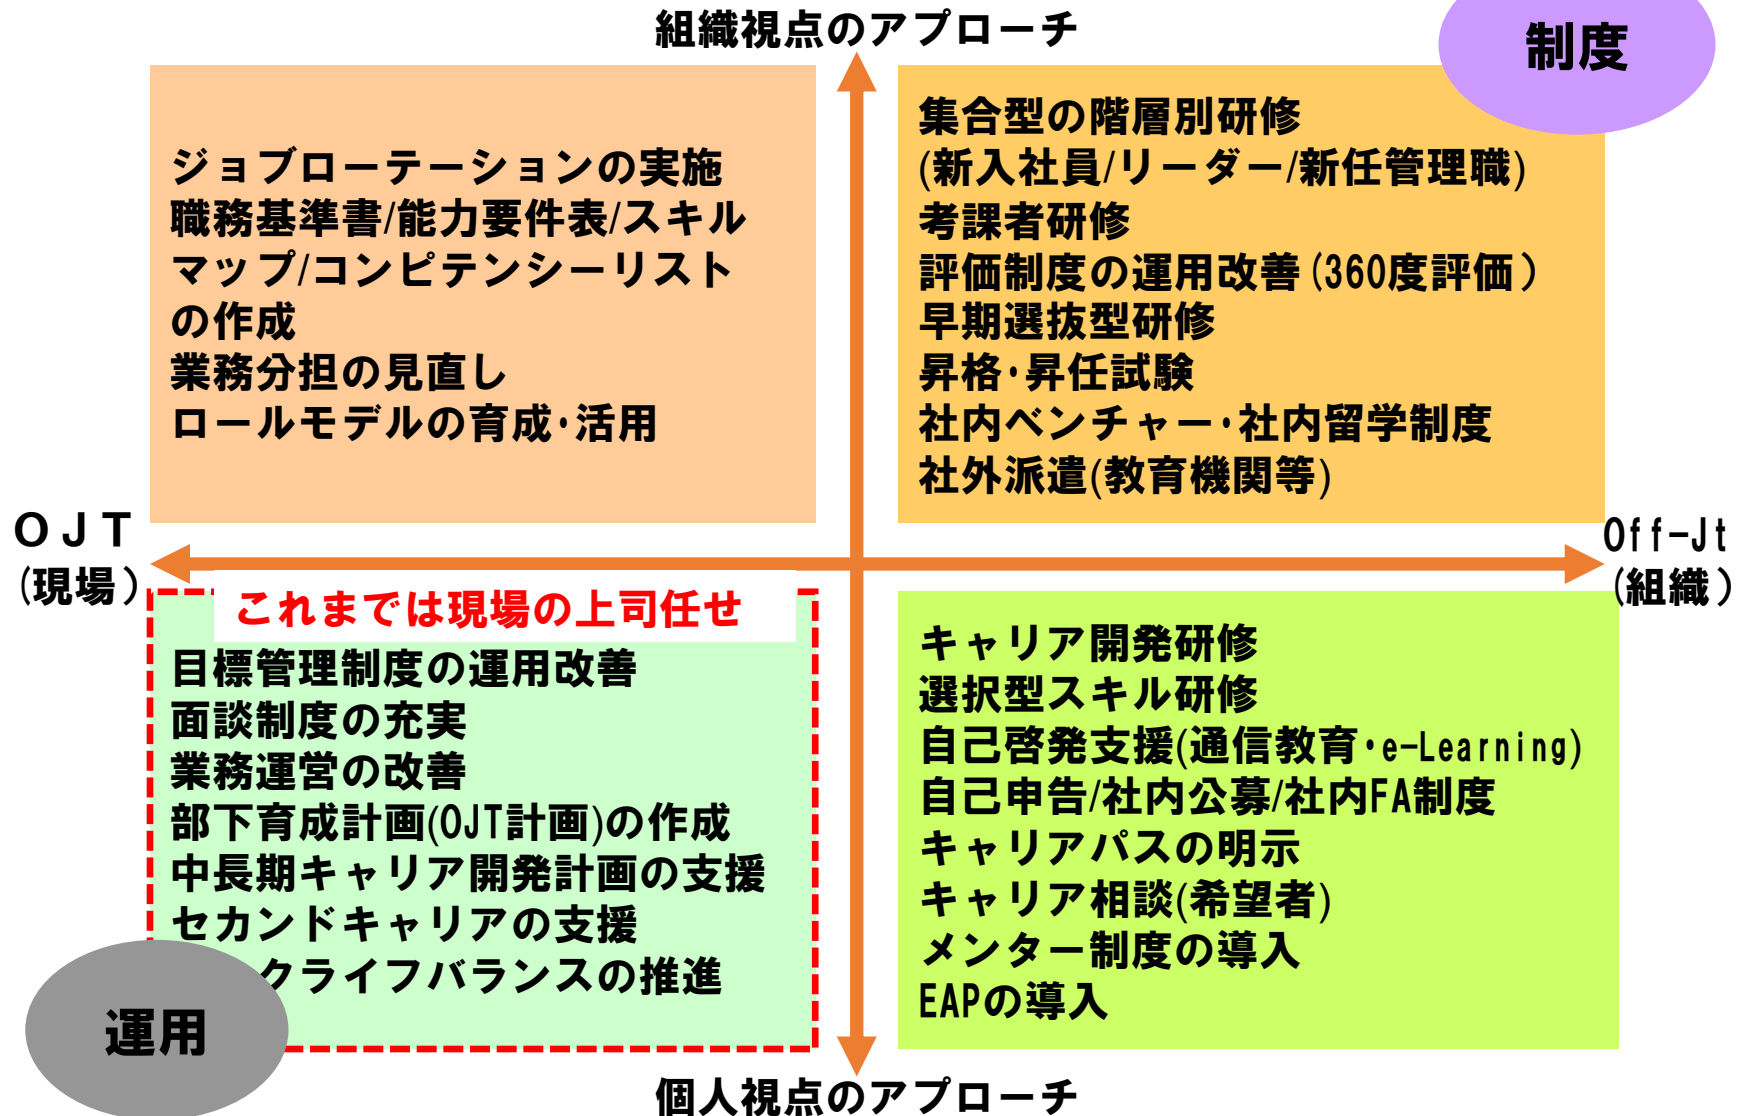 組織視点のアプローチ
制度
ジョブローテーションの実施
職務基準書/能力要件表/スキル
マップ/コンピテンシーリスト
の作成
業務分担の見直し
ロールモデルの育成・活用
集合型の階層別研修
(新入社員/リーダー/新任管理職)
考課者研修
評価制度の運用改善(360度評価)
早期選抜型研修
昇格・昇任試験
社内ベンチャー・社内留学制度
社外派遣(教育機関等)
OJT
(現場)
Off-Jt
(組織)
これまでは現場の上司任せ
目標管理制度の運用改善
面談制度の充実
業務運営の改善
部下育成計画(OJT計画)の作成
中長期キャリア開発計画の支援
セカンドキャリアの支援
クライフバランスの推進
運用
キャリア開発研修
選択型スキル研修
自己啓発支援(通信教育・e-Learning)
自己申告/社内公募/社内FA制度
キャリアパスの明示
キャリア相談(希望者)
メンター制度の導入
EAPの導入
個人視点のアプローチ